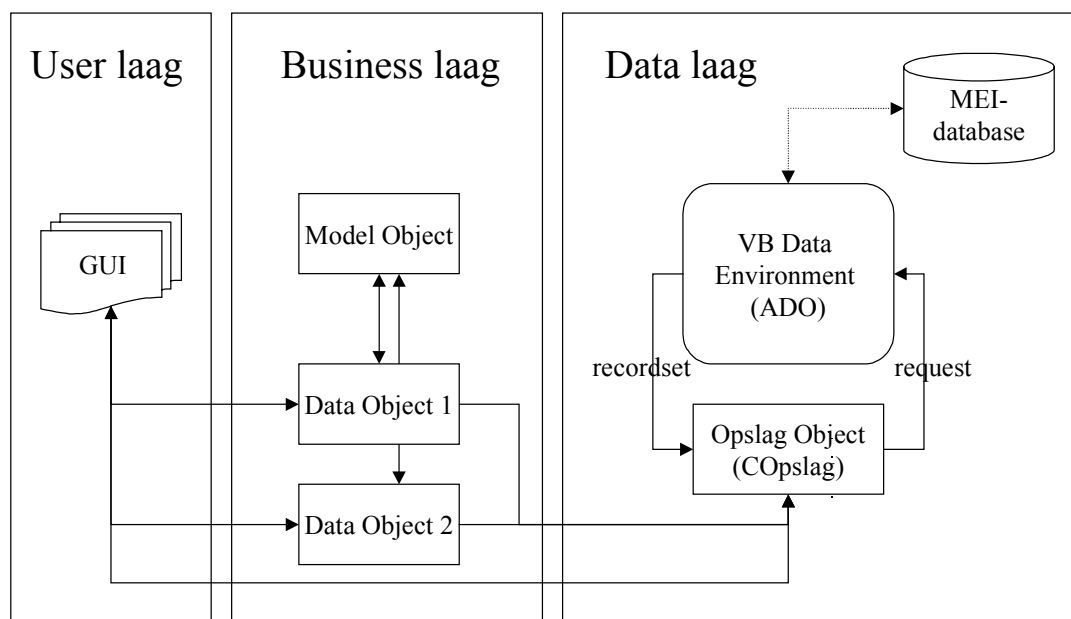 User laag
Business laag
Data laag
MEI-
database
GUI
Model Object
VB Data
Environment
(ADO)
recordset
request
Data Object 1
Opslag Object
(COpslag)
Data Object 2